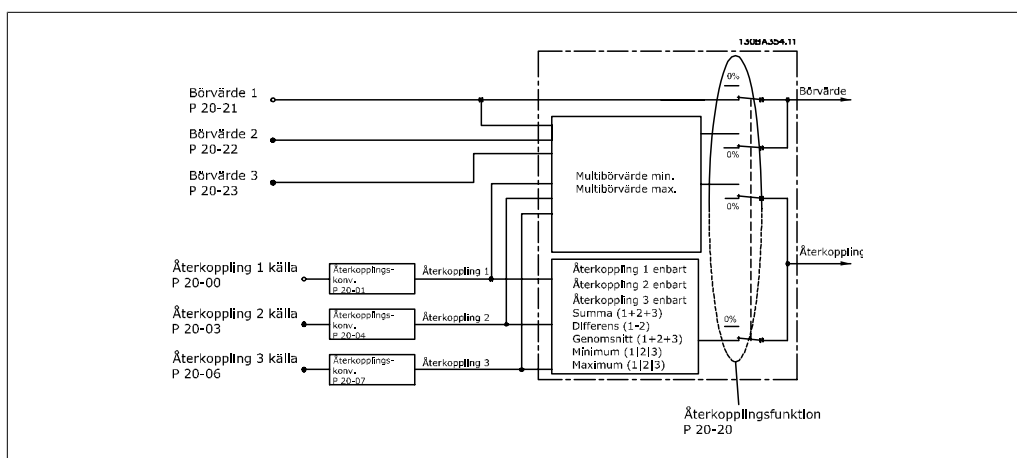 130BA354.11
0%
Börvärde 1
P 20-21
Börvärde
Börvärde 2
P 20-22
0%
Multibörvärde min.
Multibörvärde max.
Börvärde 3
P 20-23
0%
Återkoppling
Återkoppling 1 källa
P 20-00
Återkopplings-
konv.
P 20-01
Återkoppling 1
Återkoppling 1 enbart
Återkoppling 2 enbart
Återkoppling 3 enbart
Summa (1+2+3)
Differens (1-2)
Genomsnitt (1+2+3)
Minimum (1|2|3)
Maximum (1|2|3)
0%
Återkoppling 2 källa
P 20-03
Återkopplings-
konv.
P 20-04
Återkoppling 2
Återkoppling 3 källa
P 20-06
Återkopplings-
konv.
P 20-07
Återkoppling 3
Återkopplingsfunktion
P 20-20